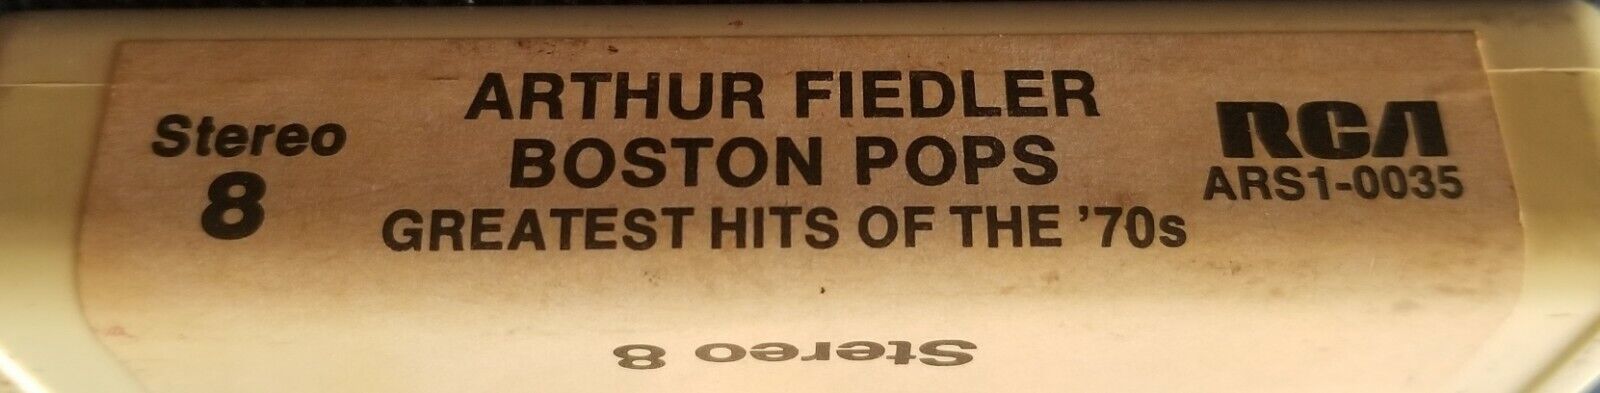 ARTHUR FIEDLER
BOSTON POPS
GREATEST HITS OF THE '70s
Stereo
8
RCA
ARS1-0035
Stereo 8